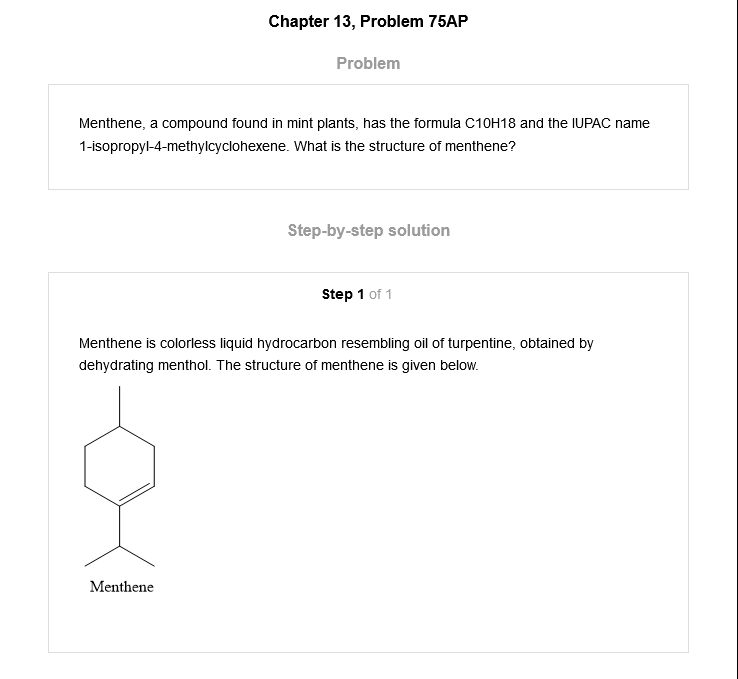 Chapter 13, Problem 75AP
Problem
Menthene, a compound found in mint plants, has the formula C10H18 and the IUPAC name
1-isopropyl-4-methylcyclohexene. What is the structure of menthene?
Step-by-step solution
Step 1 of 1
Menthene is colorless liquid hydrocarbon resembling oil of turpentine, obtained by
dehydrating menthol. The structure of menthene is given below.
Menthene